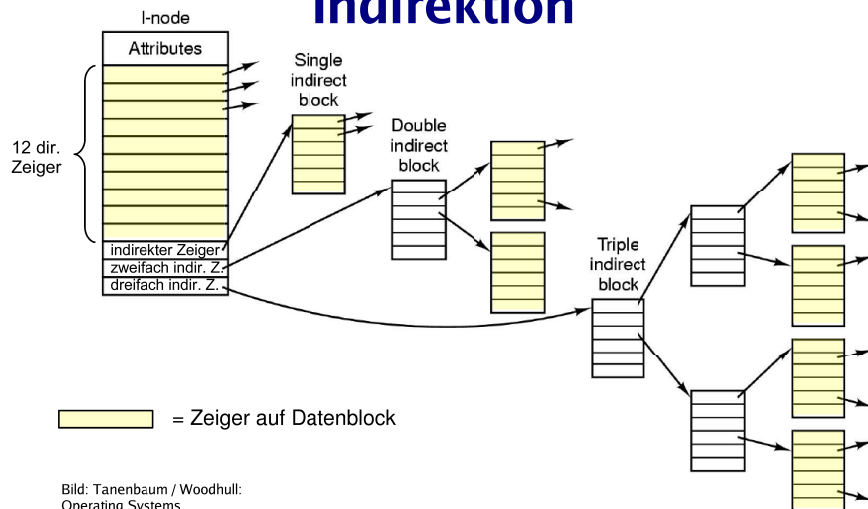 Indirektion
I-node
Attributes
12 dir.
Zeiger
indirekter Zeiger
zweifach indir. Z.
dreifach indir. Z.
Single
indirect
block
Double
indirect
block
Triple
indirect
block
= Zeiger auf Datenblock
Bild: Tanenbaum / Woodhull:
Operating Systems